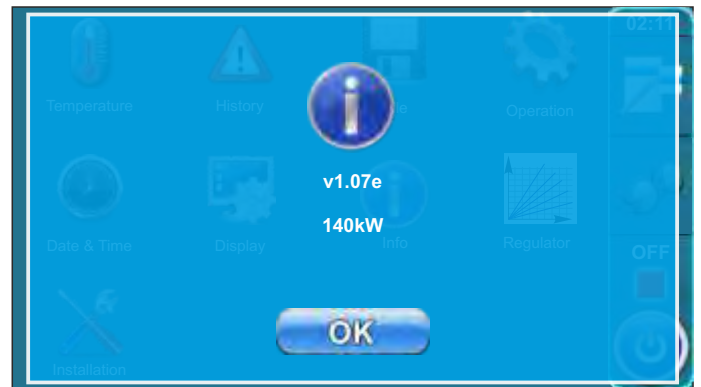 02:11
Temperature
History
Operation
v1.07e
140kW
Date & Time
Display
Info
Regulator
OFF
OK
Installation